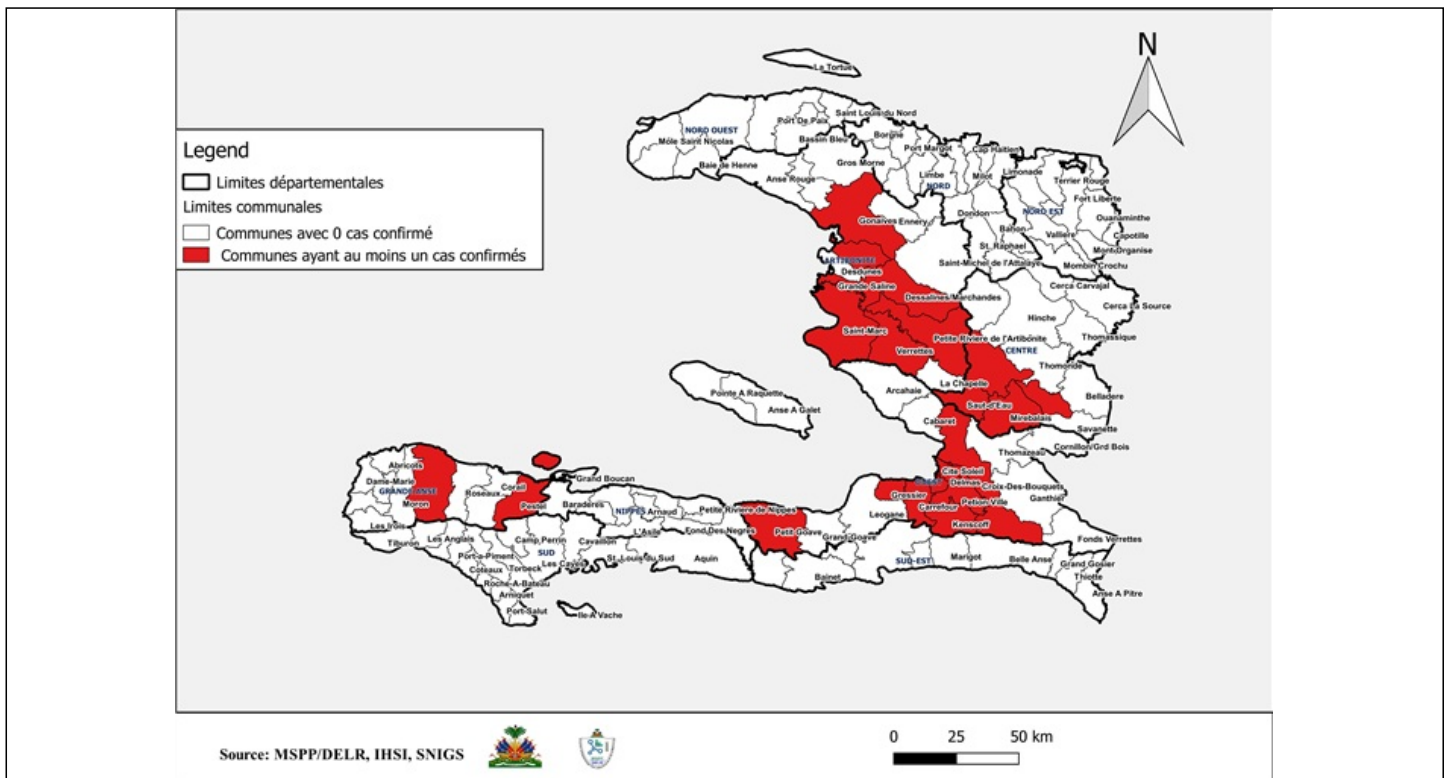 N
La Tortue
Saint Louis du Nord
Port De Paix
NORD OUEST
Môle Saint Nicolas
Bassin Bleu
Borgne
Port Margot
Cap Haitien
Baie de Henne
Gros Morne
Anse Rouge
Limbe
NORD
Milot
Limonade
Terrier Rouge
Fort Liberte
Legend
Limites départementales
Limites communales
Communes avec 0 cas confirmé
Communes ayant au moins un cas confirmés
Gonaives
Ennery
Dondon
NORD EST
Ouanaminthe
Bahon
Valliere
Capotille
St. Raphael
Mont-Organise
Saint-Michel de l'Attalaye
Mombin Crochu
ARTIBONITE
Desdunes
Grande Saline
Dessalines/Marchandes
Cerca Carvajal
Cerca La Source
Hinche
Saint-Marc
Petite Riviere de l'Artibonite
Thomassique
Verrettes
CENTRE
Thomonde
La Chapelle
Arcahaie
Belladere
Pointe A Raquette
Anse A Galet
Saut-d'Eau
Mirebalais
Cabaret
Savanette
Cornillon/Grd Bois
Thomazeau
Abricots
Cite Soleil
Dame-Marie
GRANDE ANSE
Corail
Grand Boucan
Delmas
Croix-Des-Bouquets
Roseaux
Moron
Pestel
Baraderes
Petite Riviere de Nippes
Gressier
Petion-Ville
Ganthier
NIPPES
Arnaud
Leogane
Carrefour
Les Irois
L'Asile
Fond Des Negres
Petit Goave
Grand-Goave
Kenscoff
Fonds Verrettes
Tiburon
Les Anglais
Camp Perrin
Cavaillon
Port-a-Piment
SUD
Les Cayes
St. Louis du Sud
Aquin
SUD-EST
Marigot
Belle Anse
Grand Gosier
Coteaux
Torbeck
Bainet
Thiotte
Roche-A-Bateau
Arniquet
Anse A Pitre
Port-Salut
Ile A Vache
Source: MSPP/DELR, IHSI, SNIGS
0 25 50 km